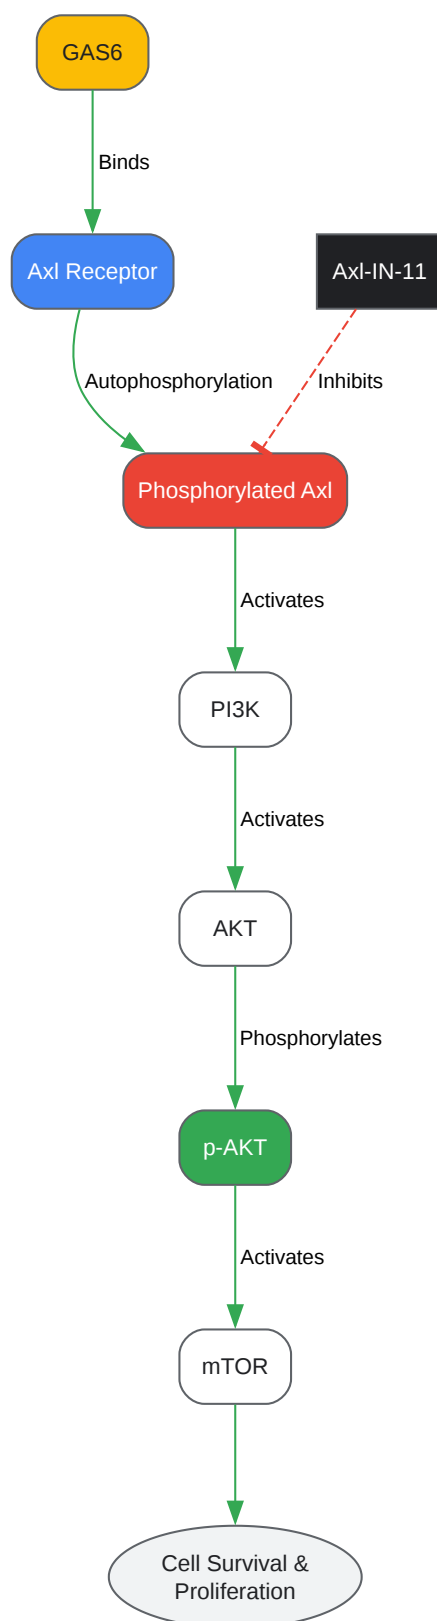 GAS6
Binds
Axl Receptor
Axl-IN-11
Autophosphorylation
Inhibits
Phosphorylated Axl
Activates
PI3K
Activates
AKT
Phosphorylates
p-AKT
Activates
mTOR
Cell Survival &
Proliferation